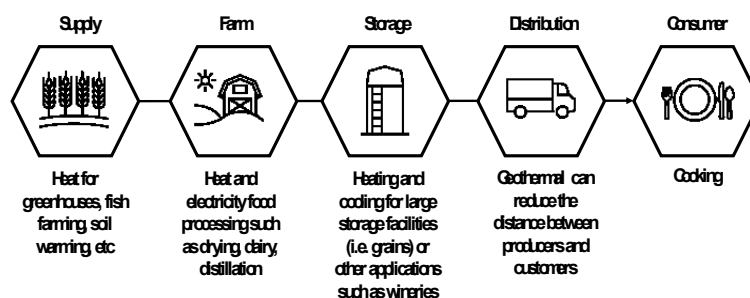 Supply
Farm
Storage
Distribution
Consumer
Heat for
greenhouses, fish
farming, soil
warming, etc
Heat and
electricity food
processing such
as drying, dairy,
distillation
Heating and
cooling for large
storage facilities
(i.e. grains) or
other applications
such as wineries
Geothermal can
reduce the
distance between
producers and
customers
Cooking